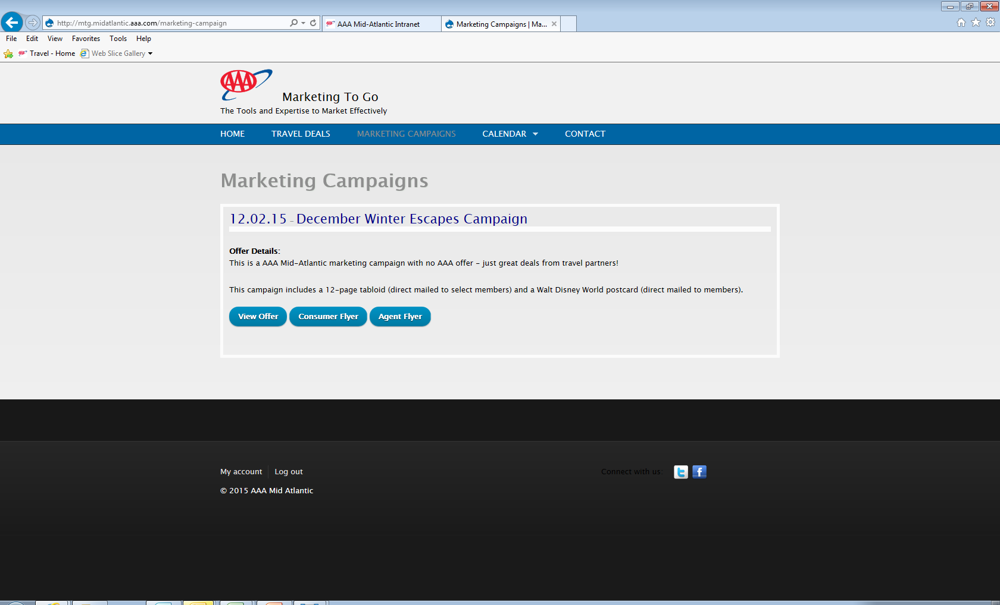 http://mtg.midatlantic.aaa.com/marketing-campaign
AAA Mid-Atlantic Intranet
Marketing Campaigns | Ma...
File Edit View Favorites Tools Help
Travel - Home Web Slice Gallery
AAA
Marketing To Go
The Tools and Expertise to Market Effectively
HOME TRAVEL DEALS MARKETING CAMPAIGNS CALENDAR CONTACT
Marketing Campaigns
12.02.15 - December Winter Escapes Campaign
Offer Details:
This is a AAA Mid-Atlantic marketing campaign with no AAA offer - just great deals from travel partners!
This campaign includes a 12-page tabloid (direct mailed to select members) and a Walt Disney World postcard (direct mailed to members).
View Offer Consumer Flyer Agent Flyer
My account Log out Connect with us:
© 2015 AAA Mid Atlantic